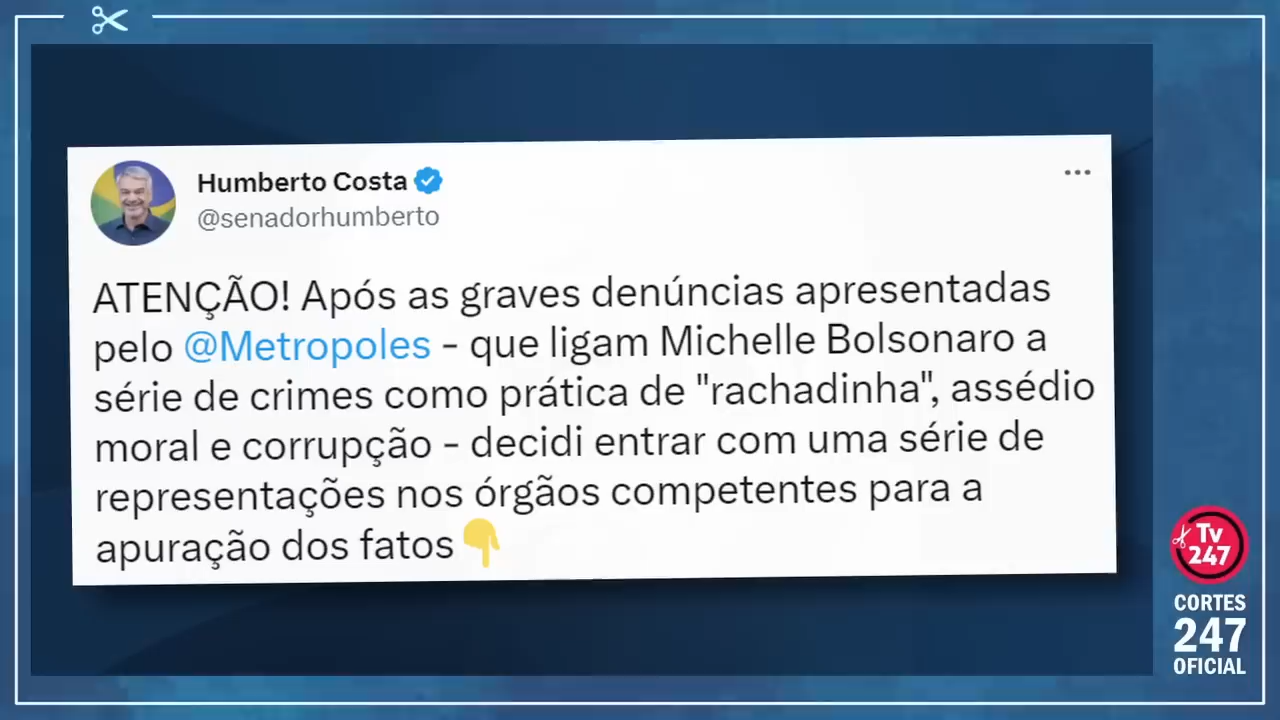 Humberto Costa
@senadorhumberto
ATENÇÃO! Após as graves denúncias apresentadas
pelo @Metropoles - que ligam Michelle Bolsonaro a
série de crimes como prática de "rachadinha", assédio
moral e corrupção - decidi entrar com uma série de
representações nos órgãos competentes para a
apuração dos fatos 👇
Tv
247
CORTES
247
OFICIAL